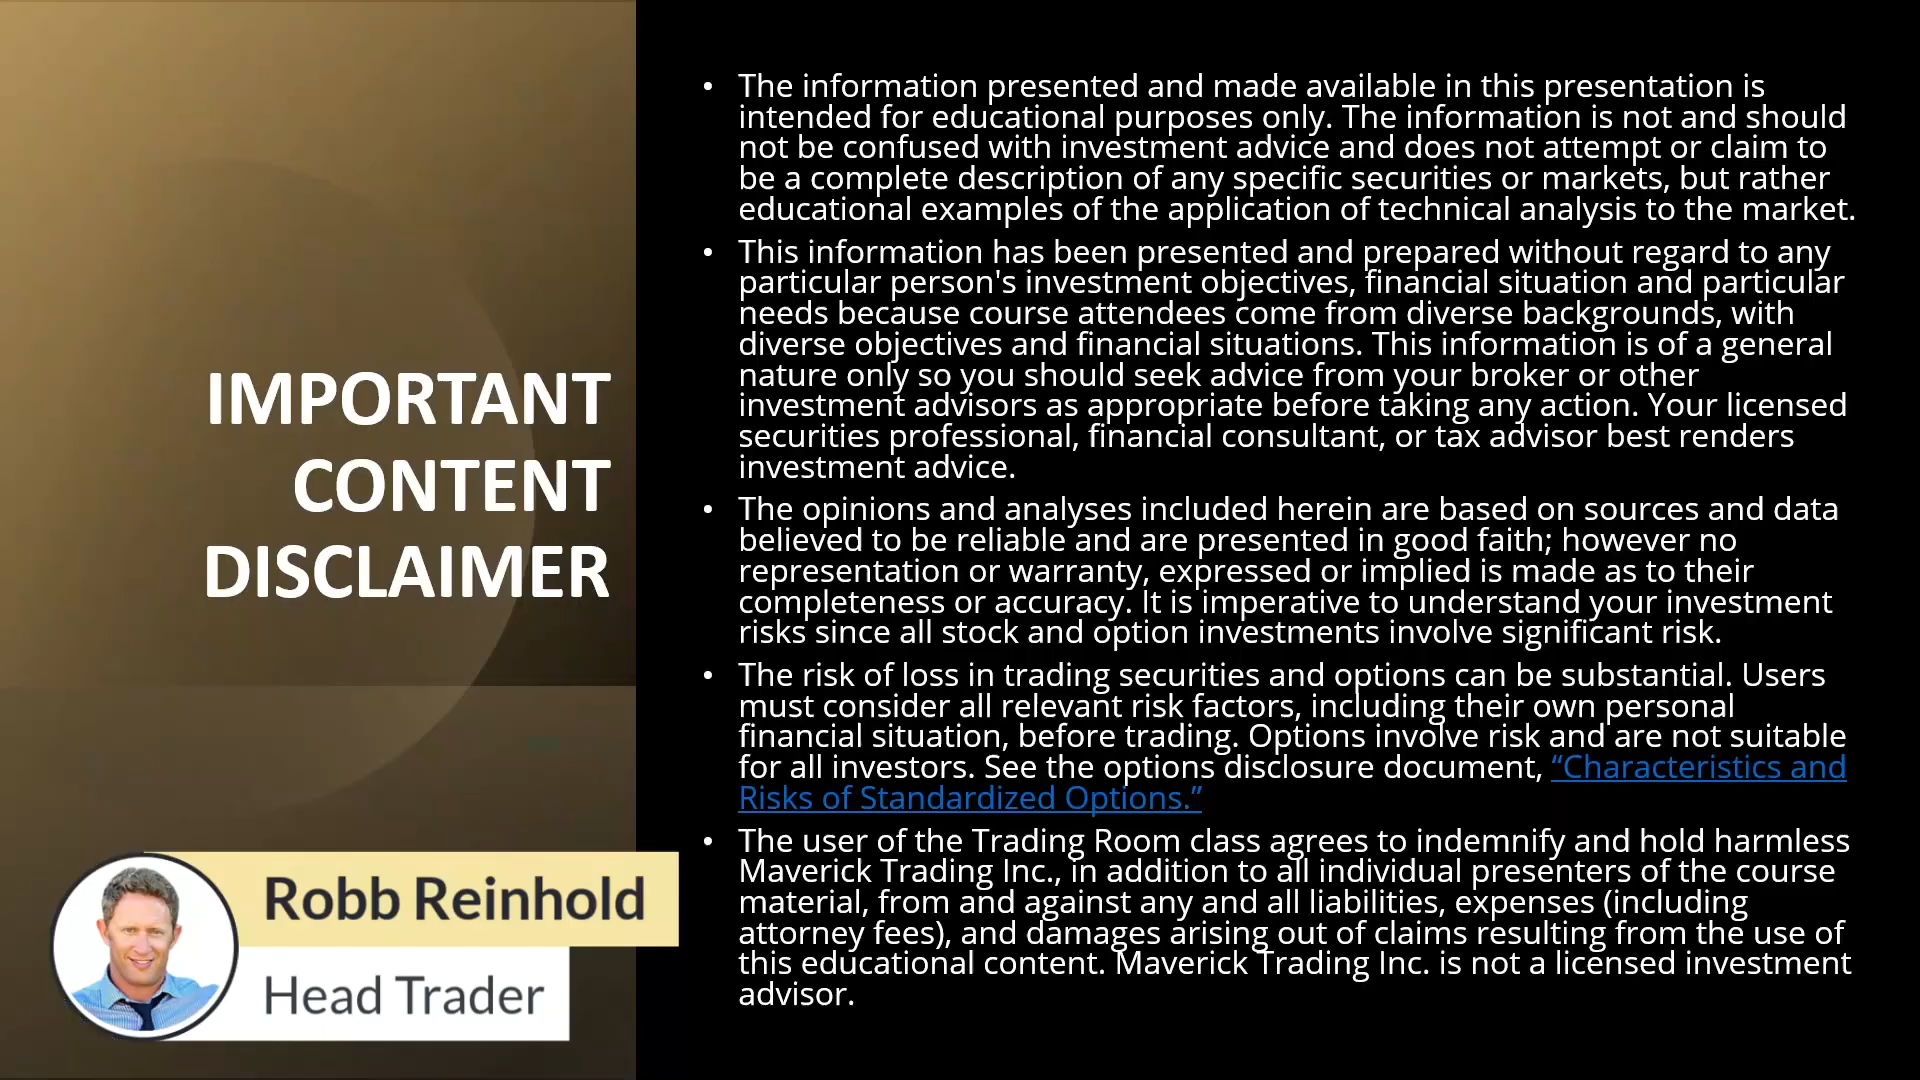 IMPORTANT
CONTENT
DISCLAIMER
Robb Reinhold
Head Trader
• The information presented and made available in this presentation is
intended for educational purposes only. The information is not and should
not be confused with investment advice and does not attempt or claim to
be a complete description of any specific securities or markets, but rather
educational examples of the application of technical analysis to the market.
• This information has been presented and prepared without regard to any
particular person's investment objectives, financial situation and particular
needs because course attendees come from diverse backgrounds, with
diverse objectives and financial situations. This information is of a general
nature only so you should seek advice from your broker or other
investment advisors as appropriate before taking any action. Your licensed
securities professional, financial consultant, or tax advisor best renders
investment advice.
• The opinions and analyses included herein are based on sources and data
believed to be reliable and are presented in good faith; however no
representation or warranty, expressed or implied is made as to their
completeness or accuracy. It is imperative to understand your investment
risks since all stock and option investments involve significant risk.
• The risk of loss in trading securities and options can be substantial. Users
must consider all relevant risk factors, including their own personal
financial situation, before trading. Options involve risk and are not suitable
for all investors. See the options disclosure document, “Characteristics and
Risks of Standardized Options.”
• The user of the Trading Room class agrees to indemnify and hold harmless
Maverick Trading Inc., in addition to all individual presenters of the course
material, from and against any and all liabilities, expenses (including
attorney fees), and damages arising out of claims resulting from the use of
this educational content. Maverick Trading Inc. is not a licensed investment
advisor.